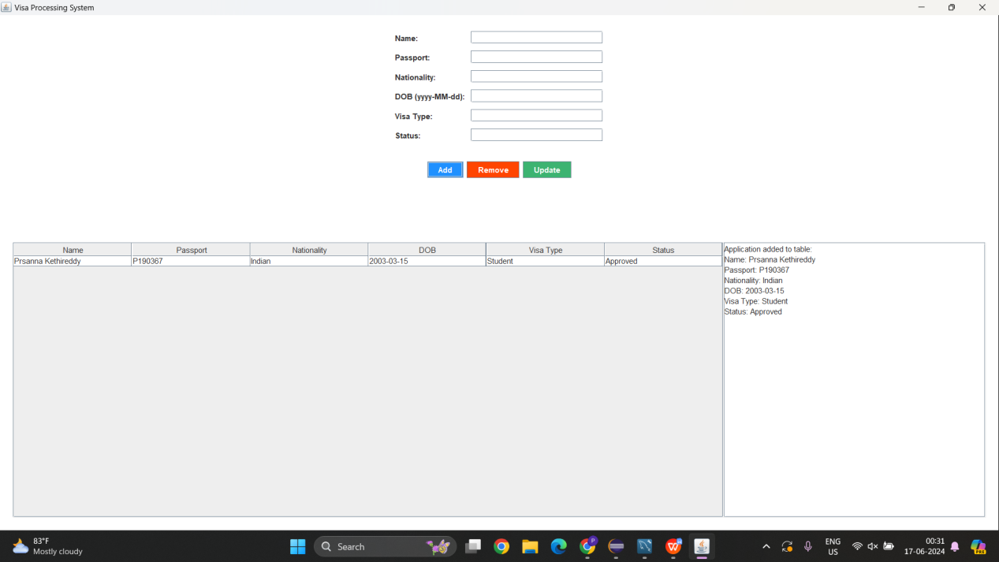 Visa Processing System
Name:
Passport:
Nationality:
DOB (yyyy-MM-dd):
Visa Type:
Status:
Add Remove Update
Name Passport Nationality DOB Visa Type Status
Prsanna Kethireddy P190367 Indian 2003-03-15 Student Approved
Application added to table:
Name: Prsanna Kethireddy
Passport: P190367
Nationality: Indian
DOB: 2003-03-15
Visa Type: Student
Status: Approved
83°F
Mostly cloudy
Search
P
W
ENG
US
00:31
17-06-2024
PRE